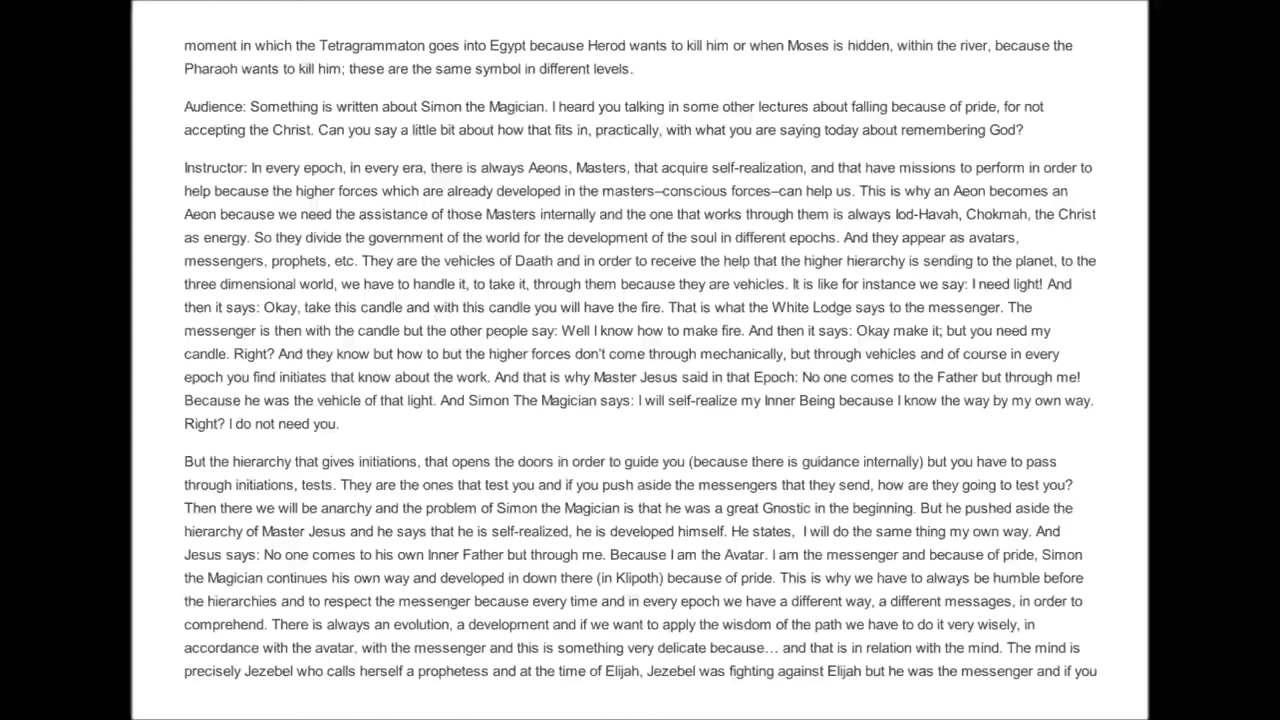 moment in which the Tetragrammaton goes into Egypt because Herod wants to kill him or when Moses is hidden, within the river, because the
Pharaoh wants to kill him; these are the same symbol in different levels.
Audience: Something is written about Simon the Magician. I heard you talking in some other lectures about falling because of pride, for not
accepting the Christ. Can you say a little bit about how that fits in, practically, with what you are saying today about remembering God?
Instructor: In every epoch, in every era, there is always Aeons, Masters, that acquire self-realization, and that have missions to perform in order to
help because the higher forces which are already developed in the masters–conscious forces–can help us. This is why an Aeon becomes an
Aeon because we need the assistance of those Masters internally and the one that works through them is always Iod-Havah, Chokmah, the Christ
as energy. So they divide the government of the world for the development of the soul in different epochs. And they appear as avatars,
messengers, prophets, etc. They are the vehicles of Daath and in order to receive the help that the higher hierarchy is sending to the planet, to the
three dimensional world, we have to handle it, to take it, through them because they are vehicles. It is like for instance we say: I need light! And
then it says: Okay, take this candle and with this candle you will have the fire. That is what the White Lodge says to the messenger. The
messenger is then with the candle but the other people say: Well I know how to make fire. And then it says: Okay make it; but you need my
candle. Right? And they know but how to but the higher forces don't come through mechanically, but through vehicles and of course in every
epoch you find initiates that know about the work. And that is why Master Jesus said in that Epoch: No one comes to the Father but through me!
Because he was the vehicle of that light. And Simon The Magician says: I will self-realize my Inner Being because I know the way by my own way.
Right? I do not need you.
But the hierarchy that gives initiations, that opens the doors in order to guide you (because there is guidance internally) but you have to pass
through initiations, tests. They are the ones that test you and if you push aside the messengers that they send, how are they going to test you?
Then there we will be anarchy and the problem of Simon the Magician is that he was a great Gnostic in the beginning. But he pushed aside the
hierarchy of Master Jesus and he says that he is self-realized, he is developed himself. He states,  I will do the same thing my own way. And
Jesus says: No one comes to his own Inner Father but through me. Because I am the Avatar. I am the messenger and because of pride, Simon
the Magician continues his own way and developed in down there (in Klipoth) because of pride. This is why we have to always be humble before
the hierarchies and to respect the messenger because every time and in every epoch we have a different way, a different messages, in order to
comprehend. There is always an evolution, a development and if we want to apply the wisdom of the path we have to do it very wisely, in
accordance with the avatar, with the messenger and this is something very delicate because… and that is in relation with the mind. The mind is
precisely Jezebel who calls herself a prophetess and at the time of Elijah, Jezebel was fighting against Elijah but he was the messenger and if you